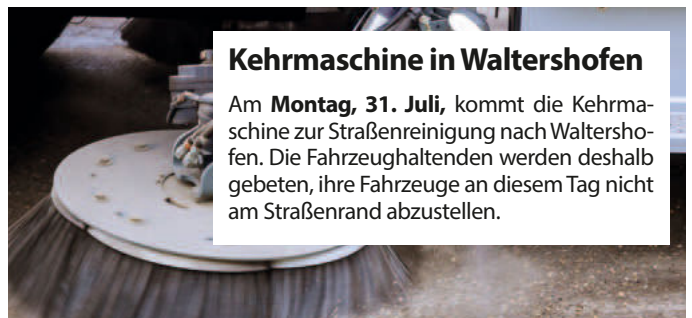 Kehrmaschine in Waltershofen
Am Montag, 31. Juli, kommt die Kehrma-
schine zur Straßenreinigung nach Waltersho-
fen. Die Fahrzeughaltenden werden deshalb
gebeten, ihre Fahrzeuge an diesem Tag nicht
am Straßenrand abzustellen.